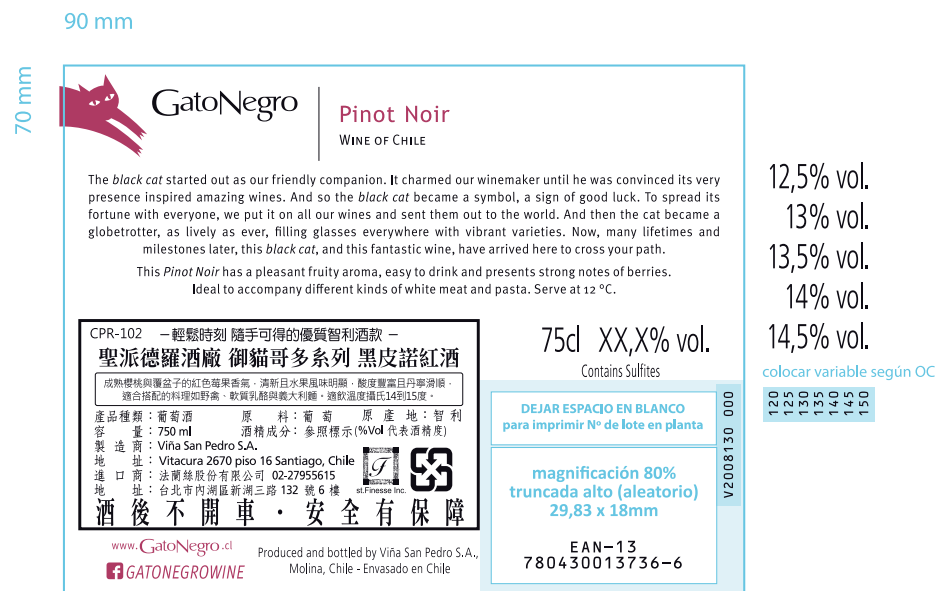 90 mm
70 mm
GatoNegro
Pinot Noir
WINE OF CHILE
The black cat started out as our friendly companion. It charmed our winemaker until he was convinced its very
presence inspired amazing wines. And so the black cat became a symbol, a sign of good luck. To spread its
fortune with everyone, we put it on all our wines and sent them out to the world. And then the cat became a
globetrotter, as lively as ever, filling glasses everywhere with vibrant varieties. Now, many lifetimes and
milestones later, this black cat, and this fantastic wine, have arrived here to cross your path.
This Pinot Noir has a pleasant fruity aroma, easy to drink and presents strong notes of berries.
Ideal to accompany different kinds of white meat and pasta. Serve at 12 °C.
CPR-102 －輕鬆時刻 隨手可得的優質智利酒款－
聖派德羅酒廠 御貓哥多系列 黑皮諾紅酒
成熟櫻桃與覆盆子的紅色莓果香氣，清新且水果風味明顯，酸度豐富且丹寧滑順，
適合搭配的料理如野禽、軟質乳酪與義大利麵。適飲溫度攝氏14到15度。
產品種類：葡萄酒 原料：葡萄 原產地：智利
容量：750 ml 酒精成分：參照標示(%Vol 代表酒精度)
製造商：Viña San Pedro S.A.
地址：Vitacura 2670 piso 16 Santiago, Chile
進口商：法蘭絲股份有限公司 02-27955615
地址：台北市內湖區新湖三路 132 號 6 樓
st.Finesse Inc.
酒後不開車・安全有保障
www.GatoNegro.cl
GATONEGROWINE
Produced and bottled by Viña San Pedro S.A.,
Molina, Chile - Envasado en Chile
75cl XX,X% vol.
Contains Sulfites
DEJAR ESPACIO EN BLANCO
para imprimir Nº de lote en planta
magnificación 80%
truncada alto (aleatorio)
29,83 x 18mm
EAN-13
780430013736-6
V2008130 000
12,5% vol.
13% vol.
13,5% vol.
14% vol.
14,5% vol.
colocar variable según OC
120
125
130
135
140
145
150